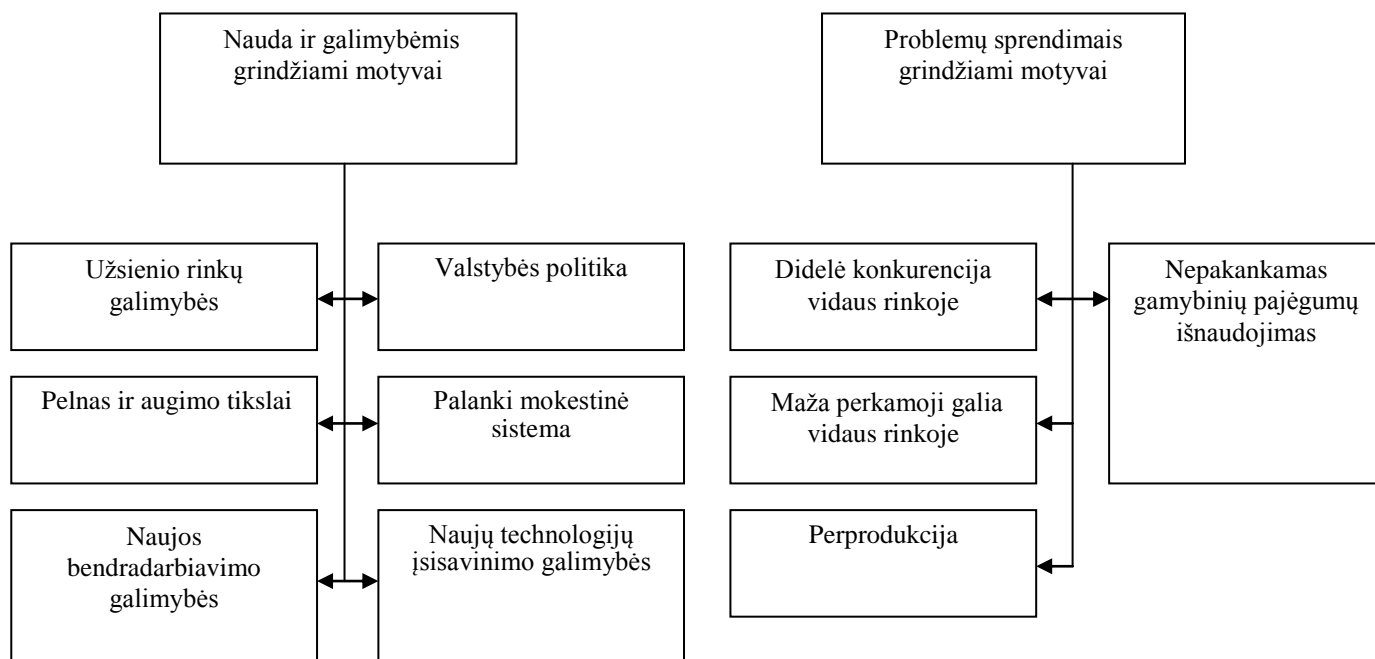 Nauda ir galimybėmis
grindžiami motyvai
Problemų sprendimais
grindžiami motyvai
Užsienio rinkų
galimybės
Valstybės politika
Didelė konkurencija
vidaus rinkoje
Nepakankamas
gamybinių pajėgumų
išnaudojimas
Pelnas ir augimo tikslai
Palanki mokestinė
sistema
Maža perkamoji galia
vidaus rinkoje
Naujos
bendradarbiavimo
galimybės
Naujų technologijų
įsisavinimo galimybės
Perprodukcija